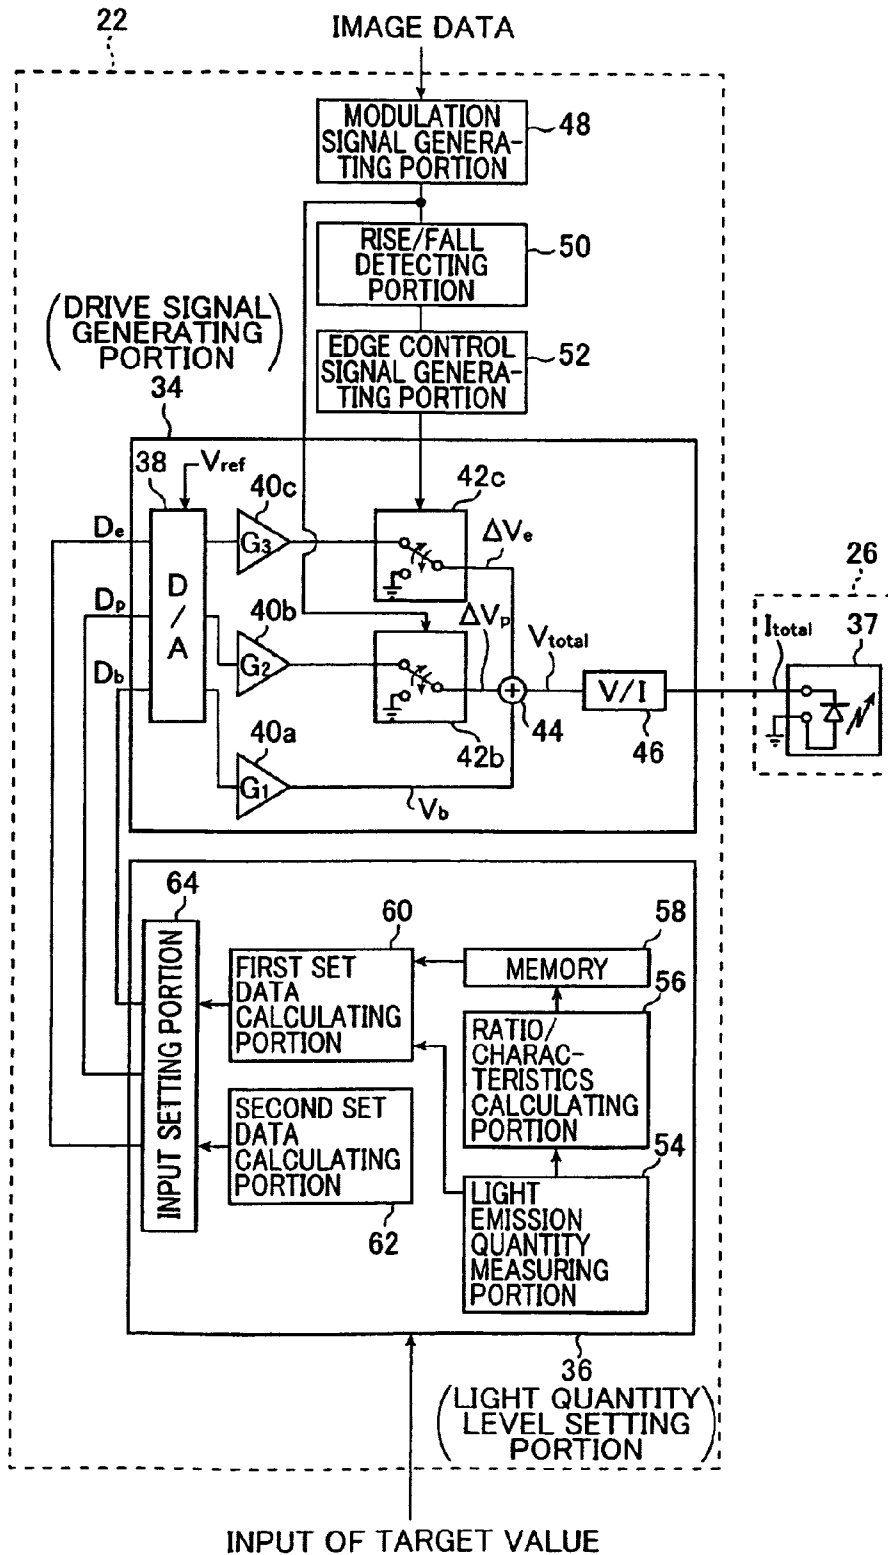 22
IMAGE DATA
MODULATION
SIGNAL GENERA-
TING PORTION
48
RISE/FALL
DETECTING
PORTION
50
(DRIVE SIGNAL
GENERATING
PORTION)
34
EDGE CONTROL
SIGNAL GENERA-
TING PORTION
52
38
Vref
40c
42c
De
G3
ΔVe
26
Dp
D/A
40b
ΔVp
Vtotal
Itotal
37
Db
G2
V/I
40a
42b
44
46
G1
Vb
64
60
58
INPUT SETTING PORTION
FIRST SET
DATA
CALCULATING
PORTION
MEMORY
56
RATIO/
CHARAC-
TERISTICS
CALCULATING
PORTION
SECOND SET
DATA
CALCULATING
PORTION
62
54
LIGHT
EMISSION
QUANTITY
MEASURING
PORTION
36
(LIGHT QUANTITY
LEVEL SETTING
PORTION)
INPUT OF TARGET VALUE